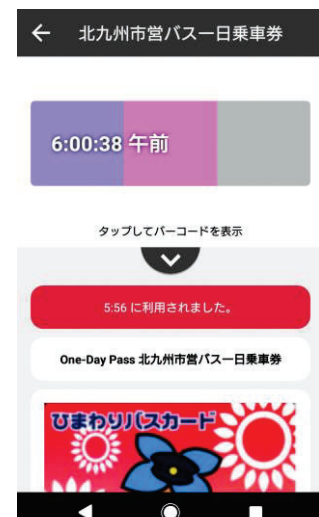 北九州市営バス一日乗車券
6:00:38 午前
タップしてバーコードを表示
5:56 に利用されました。
One-Day Pass 北九州市営バス一日乗車券
ひまわりバスカード